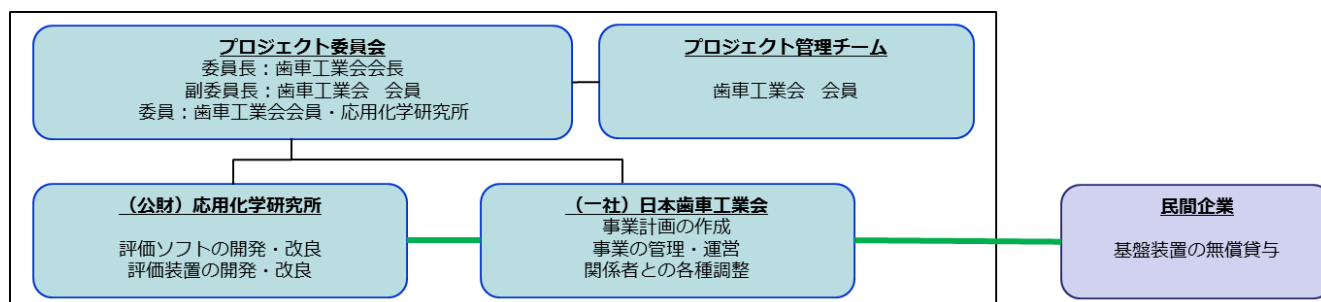 プロジェクト委員会
委員長：歯車工業会会長
副委員長：歯車工業会　会員
委員：歯車工業会会員・応用化学研究所
プロジェクト管理チーム
歯車工業会　会員
（公財）応用化学研究所
評価ソフトの開発・改良
評価装置の開発・改良
（一社）日本歯車工業会
事業計画の作成
事業の管理・運営
関係者との各種調整
民間企業
基盤装置の無償貸与